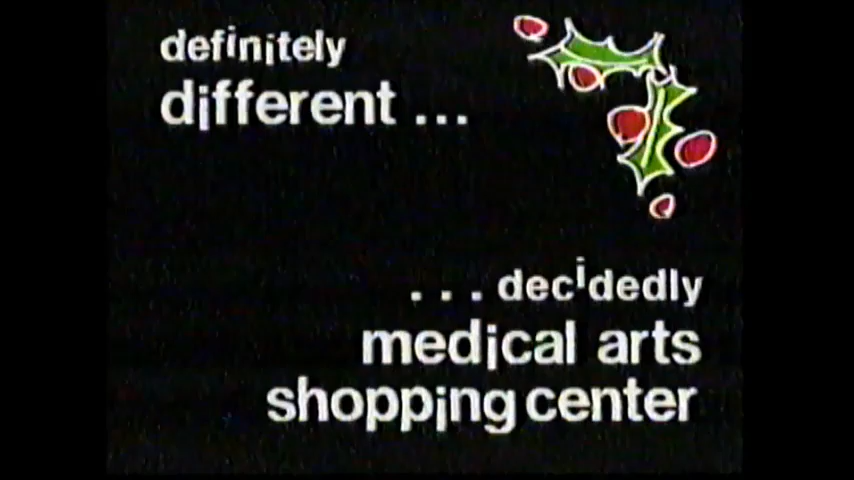 definitely
different ...
... decidedly
medical arts
shopping center